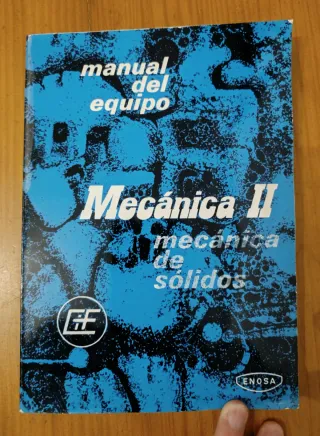 manual
del
equipo
Mecánica II
mecánica
de
sólidos
ENOSA